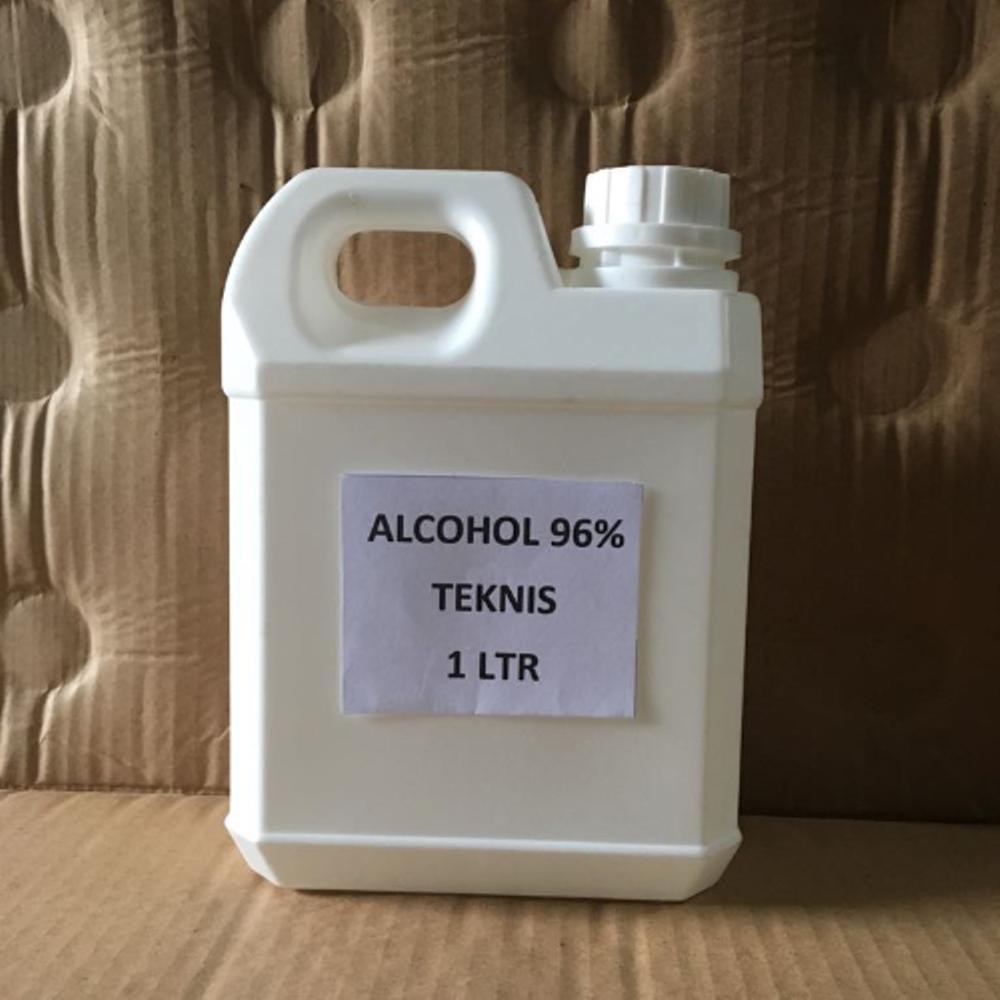 ALCOHOL 96%
TEKNIS
1 LTR